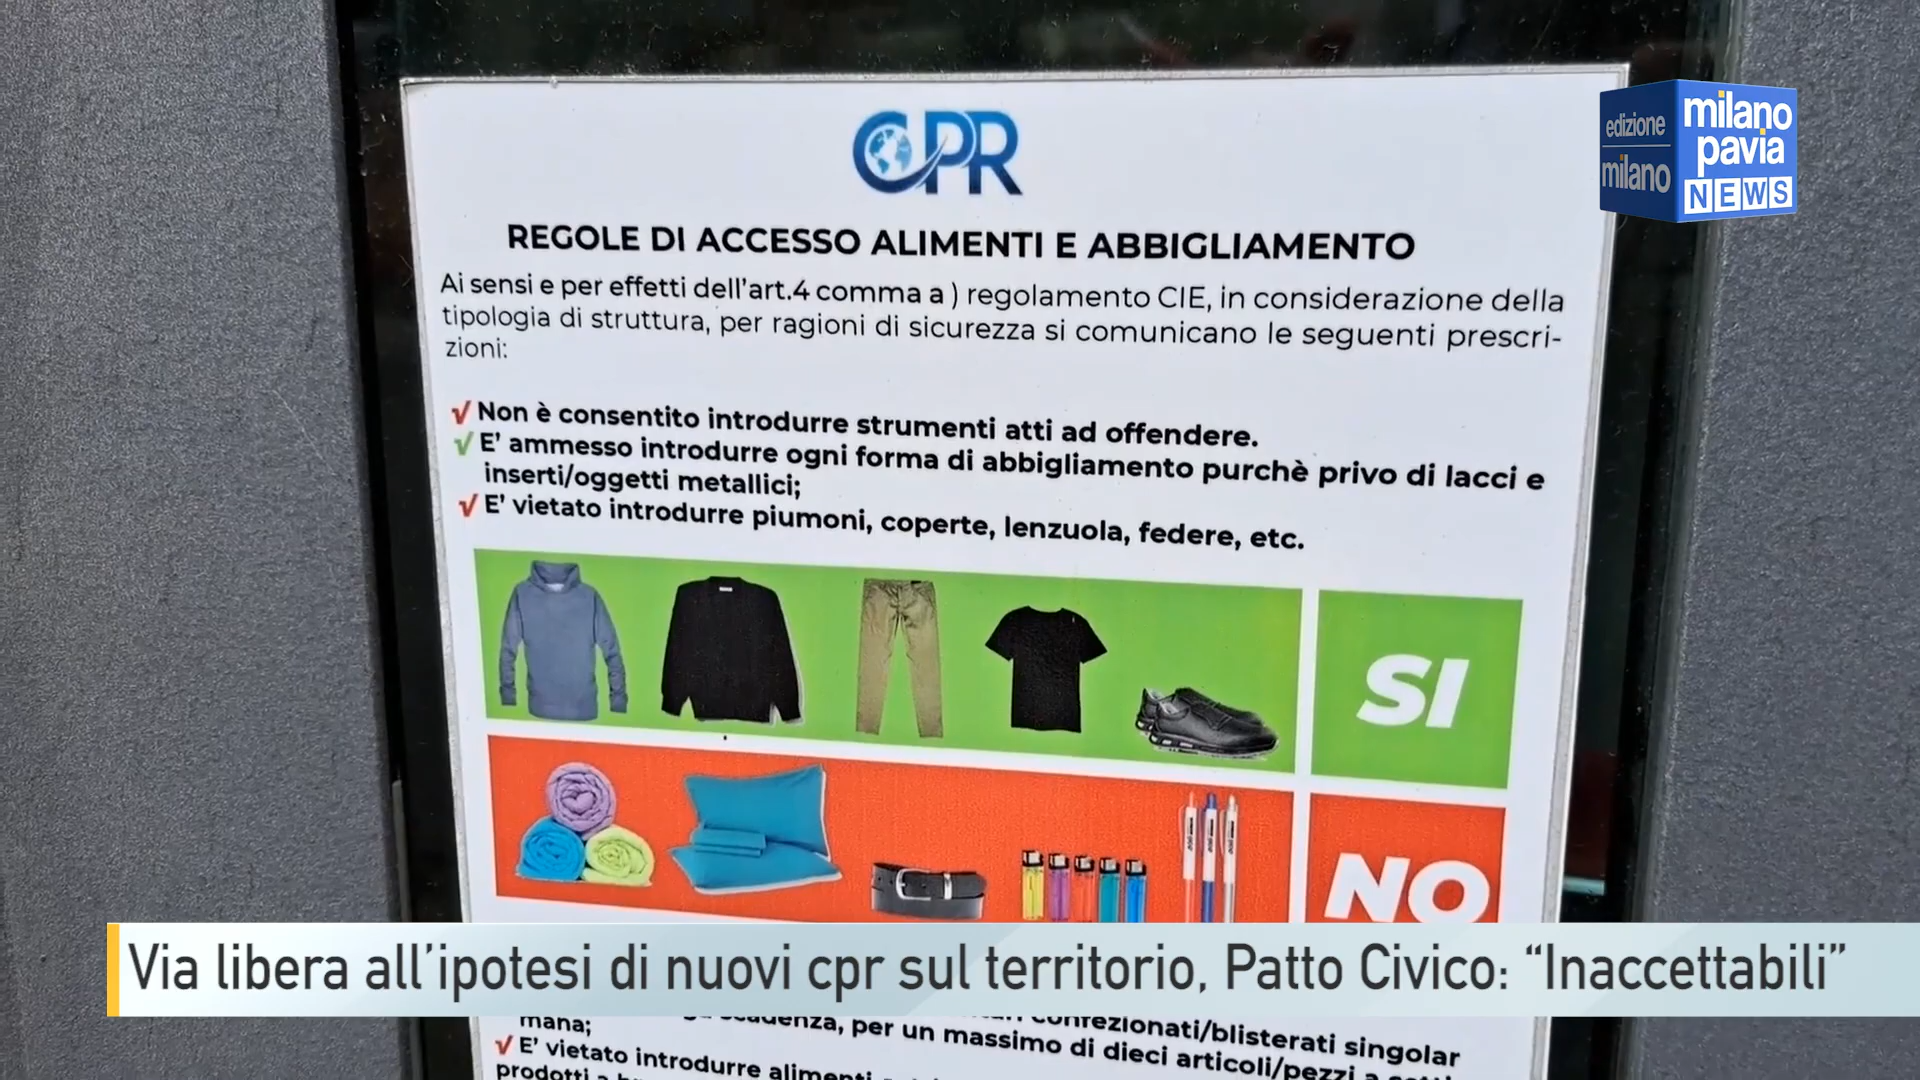 CPR
edizione
milano
milano
pavia
NEWS
REGOLE DI ACCESSO ALIMENTI E ABBIGLIAMENTO
Ai sensi e per effetti dell'art.4 comma a ) regolamento CIE, in considerazione della
tipologia di struttura, per ragioni di sicurezza si comunicano le seguenti prescri-
zioni:
√ Non è consentito introdurre strumenti atti ad offendere.
√ E' ammesso introdurre ogni forma di abbigliamento purchè privo di lacci e
inserti/oggetti metallici;
√ E' vietato introdurre piumoni, coperte, lenzuola, federe, etc.
SI
NO
Via libera all'ipotesi di nuovi cpr sul territorio, Patto Civico: “Inaccettabili”
confezionati/blisterati singolar
mana; scadenza, per un massimo di dieci articoli/pezzi a
√ E' vietato introdurre alimenti
prodotti a